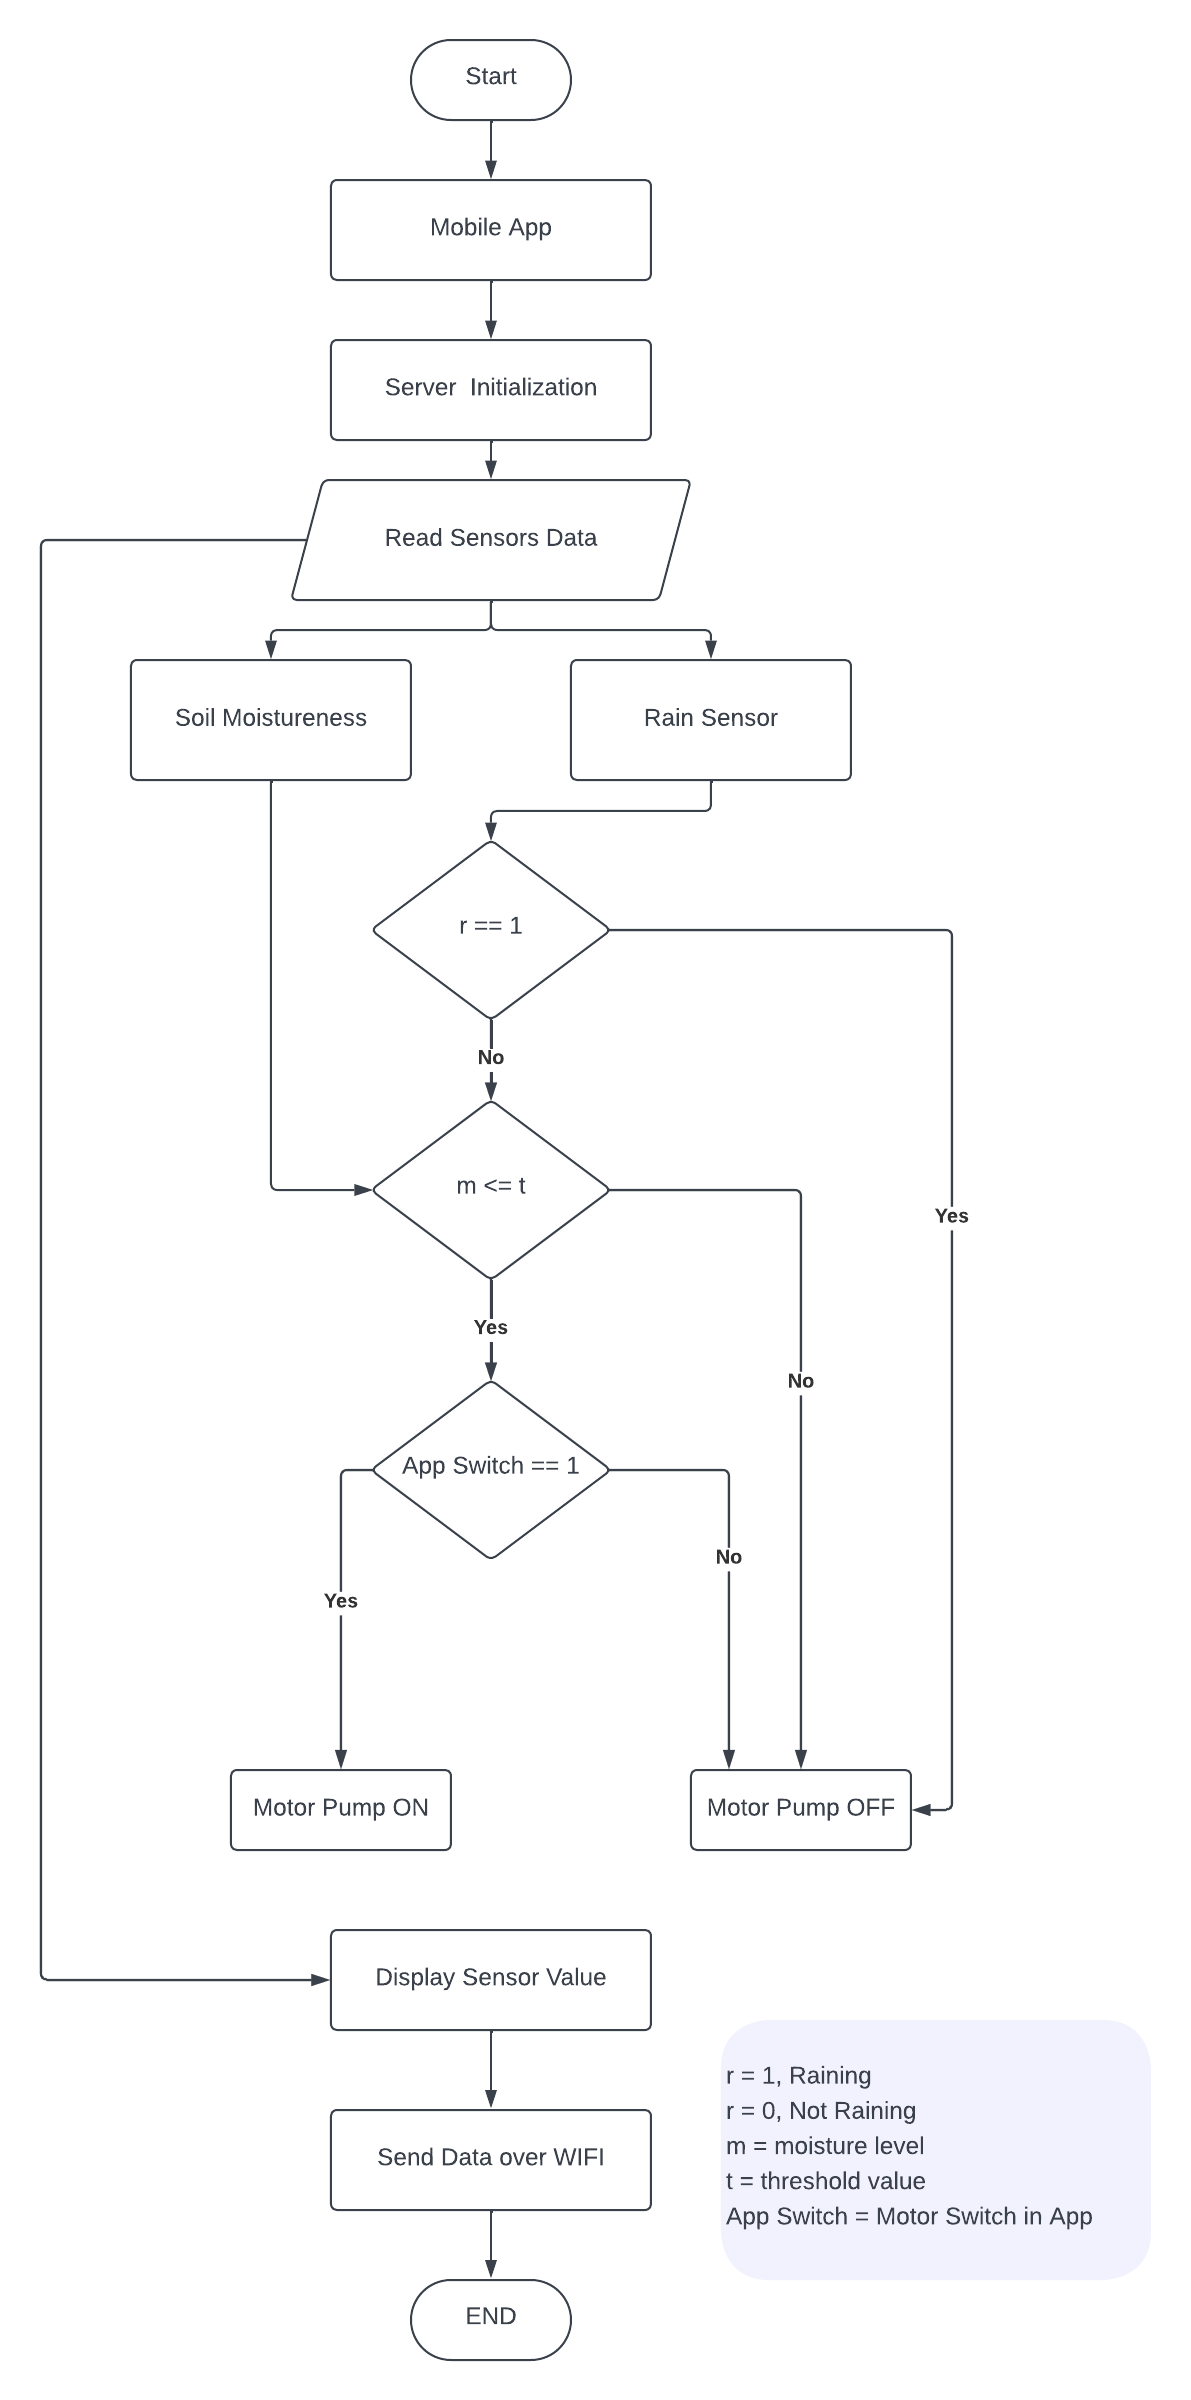 Start
Mobile App
Server  Initialization
Read Sensors Data
Soil Moistureness
Rain Sensor
r == 1
No
m <= t
Yes
Yes
No
App Switch == 1
No
Yes
Motor Pump ON
Motor Pump OFF
Display Sensor Value
Send Data over WIFI
END
r = 1, Raining
r = 0, Not Raining
m = moisture level
t = threshold value
App Switch = Motor Switch in App